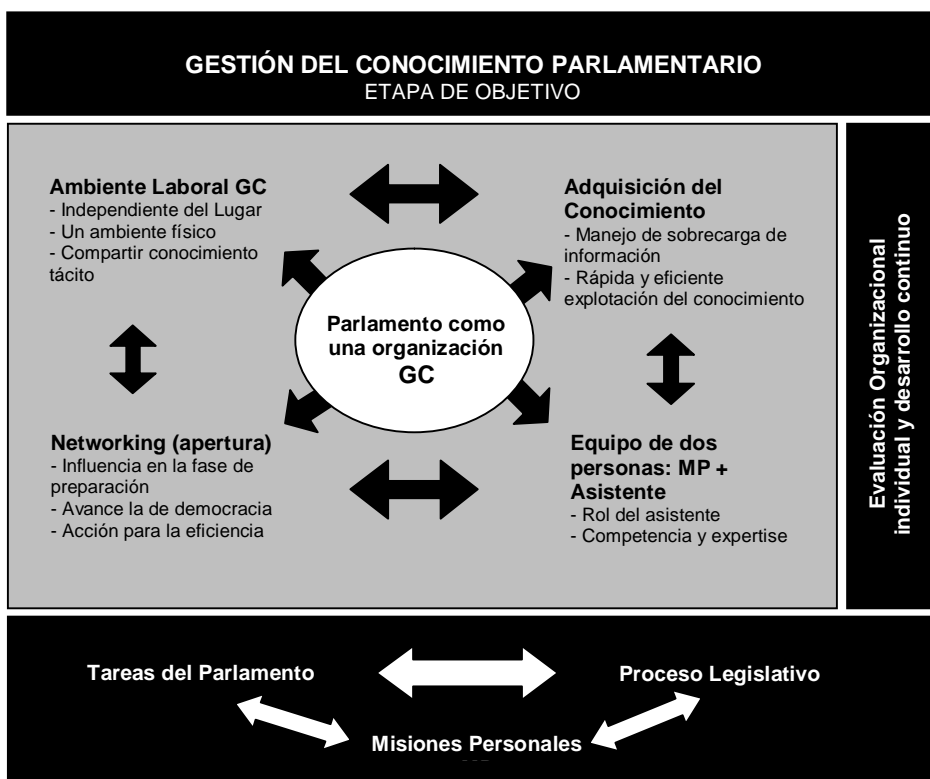 GESTIÓN DEL CONOCIMIENTO PARLAMENTARIO
ETAPA DE OBJETIVO
Ambiente Laboral GC
- Independiente del Lugar
- Un ambiente físico
- Compartir conocimiento
tácito
Adquisición del
Conocimiento
- Manejo de sobrecarga de
información
- Rápida y eficiente
explotación del conocimiento
Parlamento como
una organización
GC
Networking (apertura)
- Influencia en la fase de
preparación
- Avance la de democracia
- Acción para la eficiencia
Equipo de dos
personas: MP +
Asistente
- Rol del asistente
- Competencia y expertise
Evaluación Organizacional
individual y desarrollo continuo
Tareas del Parlamento
Proceso Legislativo
Misiones Personales